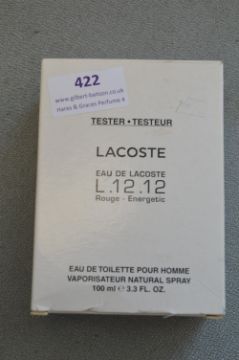 422
www.gilbert-baitson.co.uk
Hares & Graces Perfume 4
TESTER • TESTEUR
LACOSTE
EAU DE LACOSTE
L.12.12
Rouge - Energetic
EAU DE TOILETTE POUR HOMME
VAPORISATEUR NATURAL SPRAY
100 ml ℮ 3.3 FL. OZ.